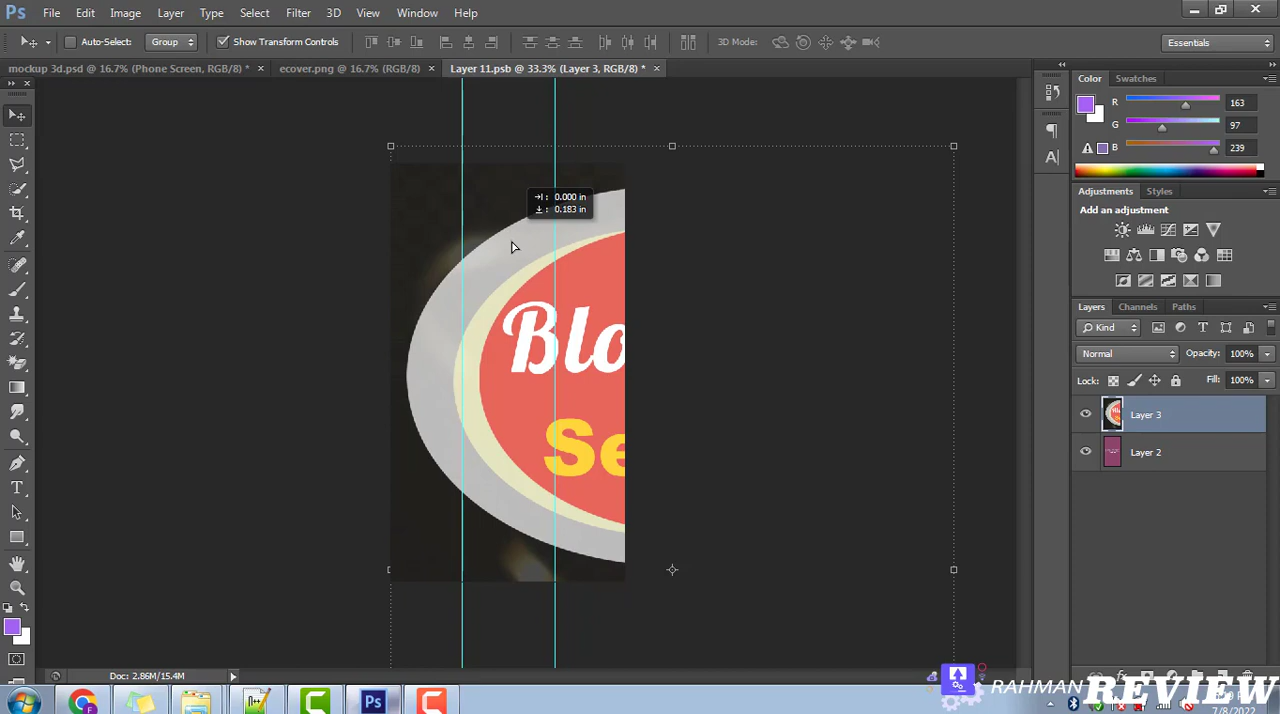 Ps File Edit Image Layer Type Select Filter 3D View Window Help
Auto-Select: Group Show Transform Controls 3D Mode: Essentials
mockup 3d.psd @ 16.7% (Phone Screen, RGB/8) * × ecover.png @ 16.7% (RGB/8) × Layer 11.psb @ 33.3% (Layer 3, RGB/8) * ×
Color Swatches
R 163
G 97
B 239
Adjustments Styles
Add an adjustment
Layers Channels Paths
Kind
Normal Opacity: 100%
Lock: Fill: 100%
Layer 3
Layer 2
: 0.000 in
: 0.183 in
Blo
Se
Doc: 2.86M/15.4M
RAHMAN REVIEW
7/8/2022